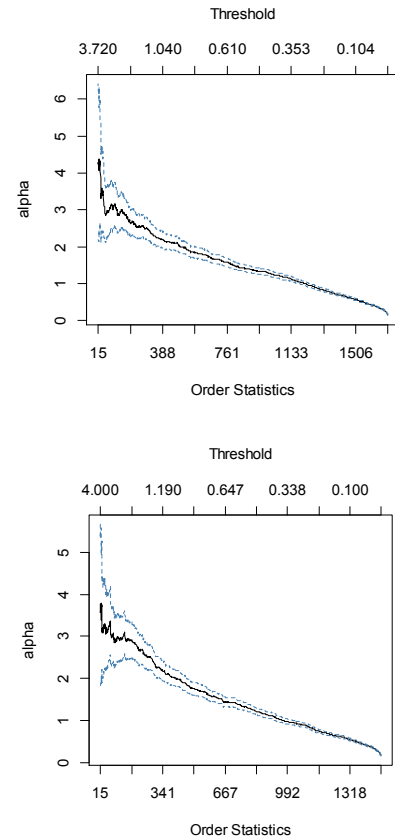 Threshold
3.720 1.040 0.610 0.353 0.104
6
5
4
3
2
1
0
alpha
15 388 761 1133 1506
Order Statistics
Threshold
4.000 1.190 0.647 0.338 0.100
5
4
3
2
1
0
alpha
15 341 667 992 1318
Order Statistics